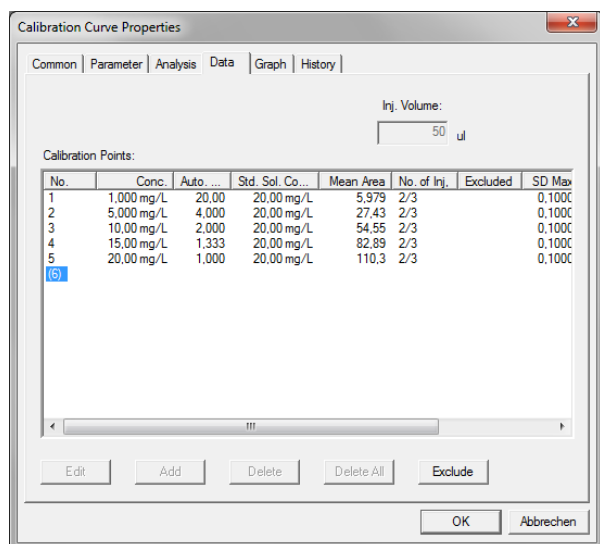 Calibration Curve Properties
Common Parameter Analysis Data Graph History
Inj. Volume:
50 ul
Calibration Points:
No. Conc. Auto. ... Std. Sol. Co... Mean Area No. of Inj. Excluded SD Max
1 1,000 mg/L 20,00 20,00 mg/L 5,979 2/3 0,1000
2 5,000 mg/L 4,000 20,00 mg/L 27,43 2/3 0,1000
3 10,00 mg/L 2,000 20,00 mg/L 54,55 2/3 0,1000
4 15,00 mg/L 1,333 20,00 mg/L 82,89 2/3 0,1000
5 20,00 mg/L 1,000 20,00 mg/L 110,3 2/3 0,1000
(6)
Edit Add Delete Delete All Exclude
OK Abbrechen